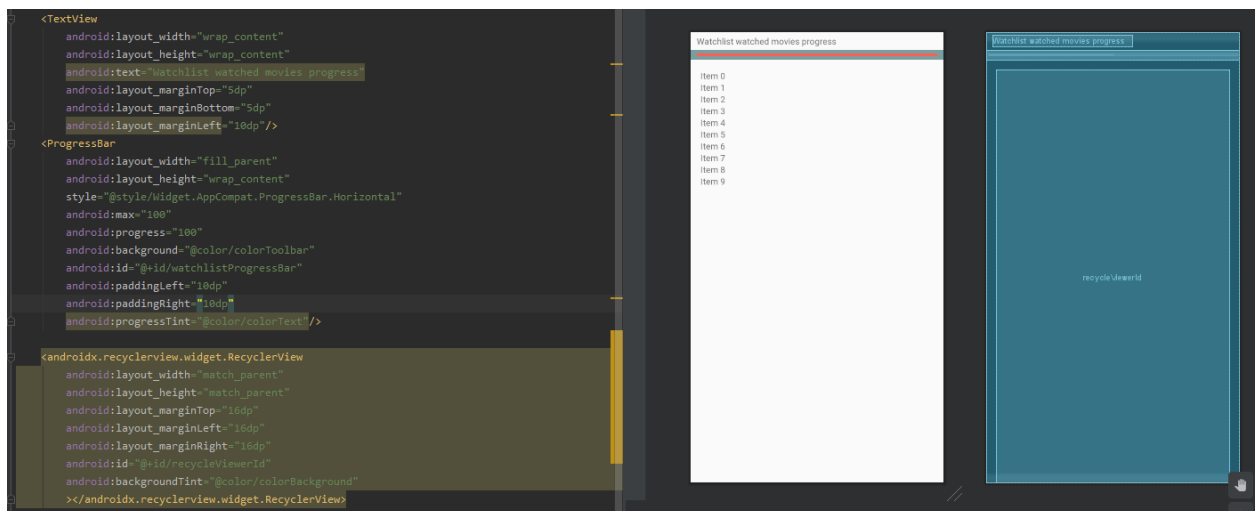 <TextView
android:layout_width="wrap_content"
android:layout_height="wrap_content"
android:text="Watchlist watched movies progress"
android:layout_marginTop="5dp"
android:layout_marginBottom="5dp"
android:layout_marginLeft="10dp"/>
<ProgressBar
android:layout_width="fill_parent"
android:layout_height="wrap_content"
style="@style/Widget.AppCompat.ProgressBar.Horizontal"
android:max="100"
android:progress="100"
android:background="@color/colorToolbar"
android:id="@+id/watchlistProgressBar"
android:paddingLeft="10dp"
android:paddingRight="10dp"
android:progressTint="@color/colorText"/>
<androidx.recyclerview.widget.RecyclerView
android:layout_width="match_parent"
android:layout_height="match_parent"
android:layout_marginTop="16dp"
android:layout_marginLeft="16dp"
android:layout_marginRight="16dp"
android:id="@+id/recycleViewerId"
android:backgroundTint="@color/colorBackground"
></androidx.recyclerview.widget.RecyclerView>
Watchlist watched movies progress
Item 0
Item 1
Item 2
Item 3
Item 4
Item 5
Item 6
Item 7
Item 8
Item 9
Watchlist watched movies progress
recycleViewerId